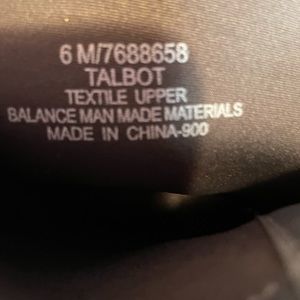 6 M/7688658
TALBOT
TEXTILE UPPER
BALANCE MAN MADE MATERIALS
MADE IN CHINA-900